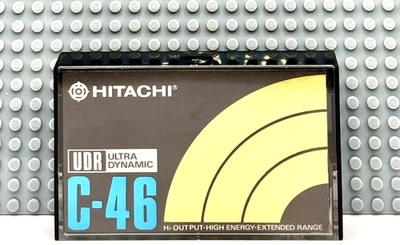 HITACHI®
UDR ULTRA DYNAMIC
C-46
Hi-OUTPUT·HIGH ENERGY·EXTENDED RANGE